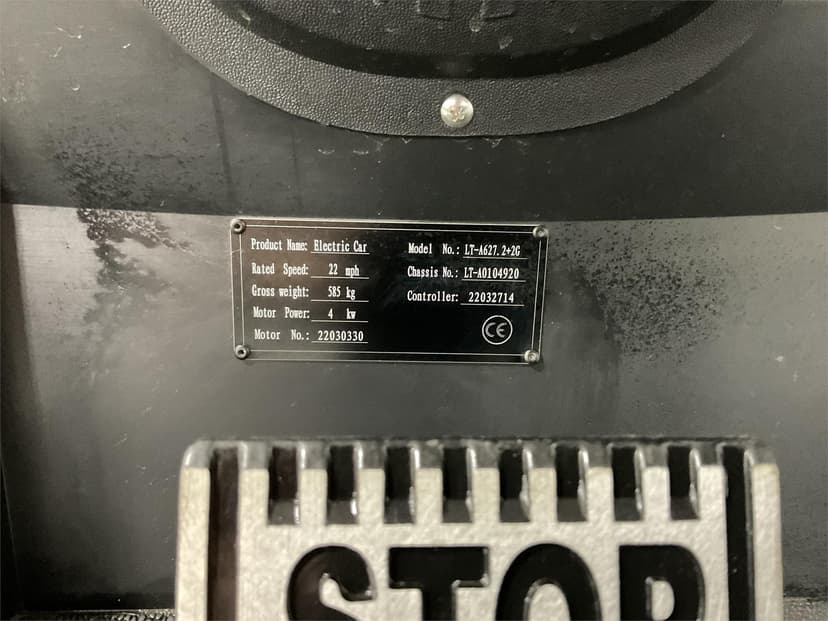 Product Name: Electric Car
Rated Speed: 22 mph
Gross weight: 585 kg
Motor Power: 4 kw
Motor No.: 22030330
Model No.: LT-A627.2+2G
Chassis No.: LT-A0104920
Controller: 22032714
CE
STOP